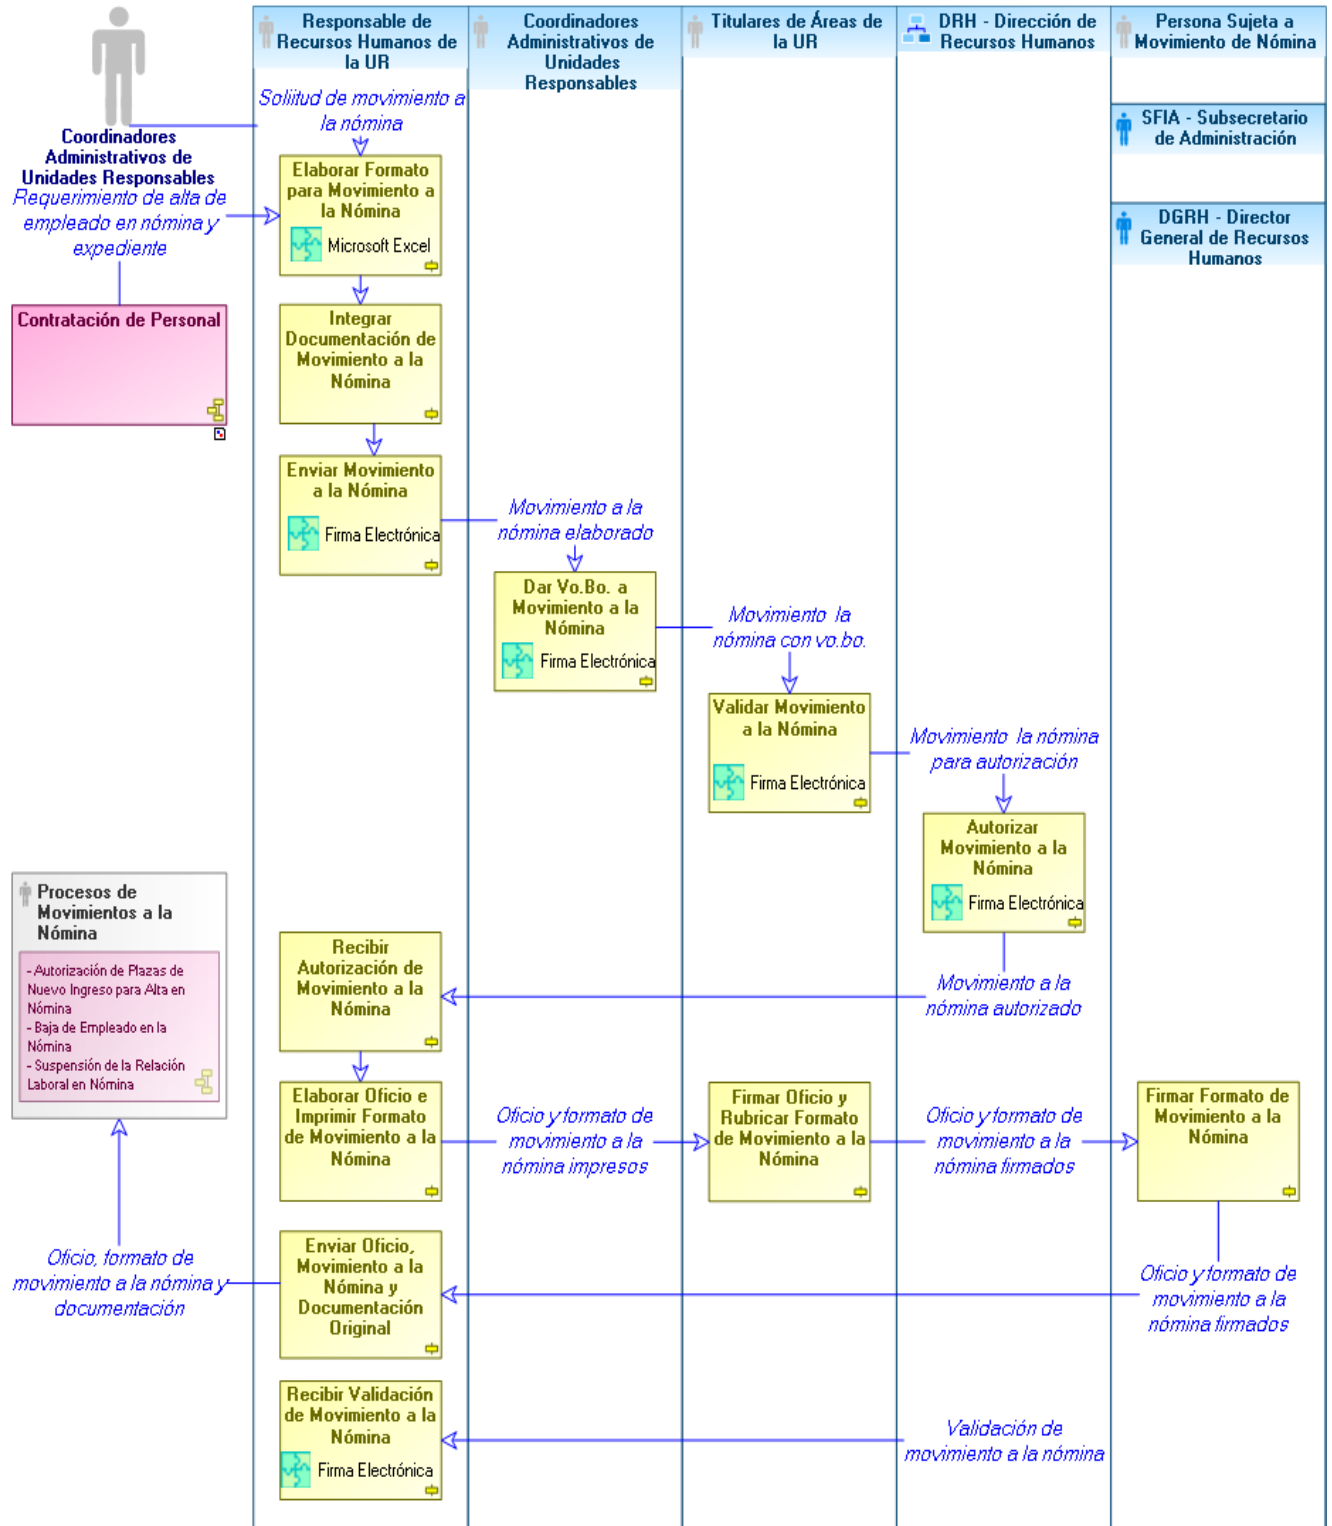 Responsable de
Recursos Humanos de
la UR
Coordinadores
Administrativos de
Unidades
Responsables
Titulares de Áreas de
la UR
DRH - Dirección de
Recursos Humanos
Persona Sujeta a
Movimiento de Nómina
SFIA - Subsecretario
de Administración
DGRH - Director
General de Recursos
Humanos
Coordinadores
Administrativos de
Unidades Responsables
Soliitud de movimiento a
la nómina
Requerimiento de alta de
empleado en nómina y
expediente
Contratación de Personal
Elaborar Formato
para Movimiento a
la Nómina
Microsoft Excel
Integrar
Documentación de
Movimiento a la
Nómina
Enviar Movimiento
a la Nómina
Firma Electrónica
Movimiento a la
nómina elaborado
Dar Vo.Bo. a
Movimiento a la
Nómina
Firma Electrónica
Movimiento la
nómina con vo.bo.
Validar Movimiento
a la Nómina
Firma Electrónica
Movimiento la nómina
para autorización
Autorizar
Movimiento a la
Nómina
Firma Electrónica
Movimiento a la
nómina autorizado
Procesos de
Movimientos a la
Nómina
- Autorización de Plazas de
Nuevo Ingreso para Alta en
Nómina
- Baja de Empleado en la
Nómina
- Suspensión de la Relación
Laboral en Nómina
Recibir
Autorización de
Movimiento a la
Nómina
Elaborar Oficio e
Imprimir Formato
de Movimiento a la
Nómina
Oficio y formato de
movimiento a la
nómina impresos
Firmar Oficio y
Rubricar Formato
de Movimiento a la
Nómina
Oficio y formato de
movimiento a la
nómina firmados
Firmar Formato de
Movimiento a la
Nómina
Oficio y formato de
movimiento a la
nómina firmados
Enviar Oficio,
Movimiento a la
Nómina y
Documentación
Original
Oficio, formato de
movimiento a la nómina y
documentación
Recibir Validación
de Movimiento a la
Nómina
Firma Electrónica
Validación de
movimiento a la nómina